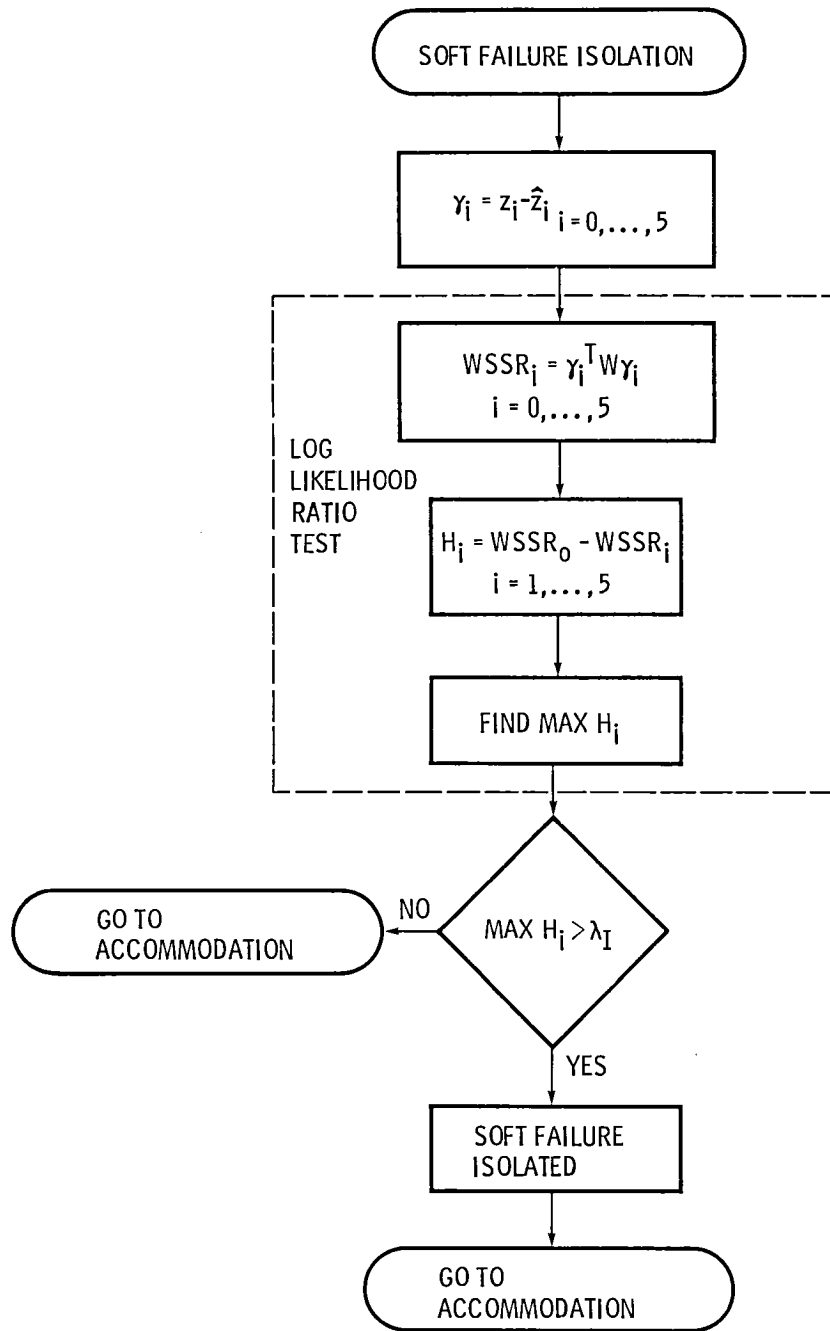 SOFT FAILURE ISOLATION
γi = zi-ẑi i = 0,...,5
WSSRi = γiᵀWγi
i = 0,...,5
LOG
LIKELIHOOD
RATIO
TEST
Hi = WSSRo - WSSRi
i = 1,...,5
FIND MAX Hi
NO
GO TO
ACCOMMODATION
MAX Hi > λI
YES
SOFT FAILURE
ISOLATED
GO TO
ACCOMMODATION